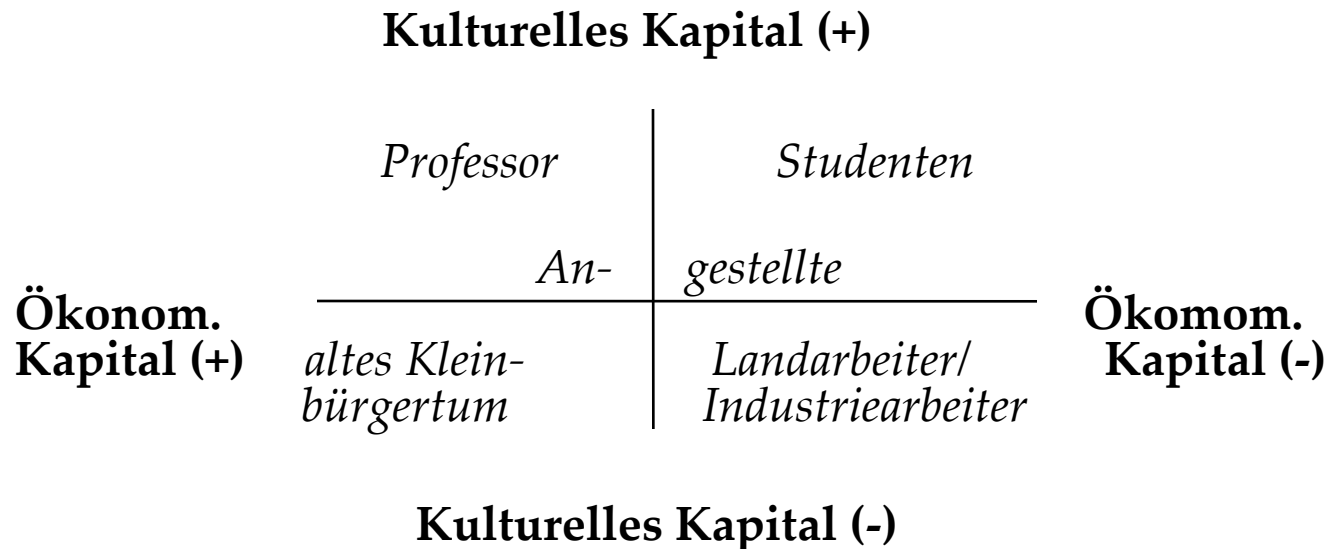 Kulturelles Kapital (+)
Professor
Studenten
An-
gestellte
Ökonom.
Kapital (+)
Ökomom.
Kapital (-)
altes Klein-
bürgertum
Landarbeiter/
Industriearbeiter
Kulturelles Kapital (-)